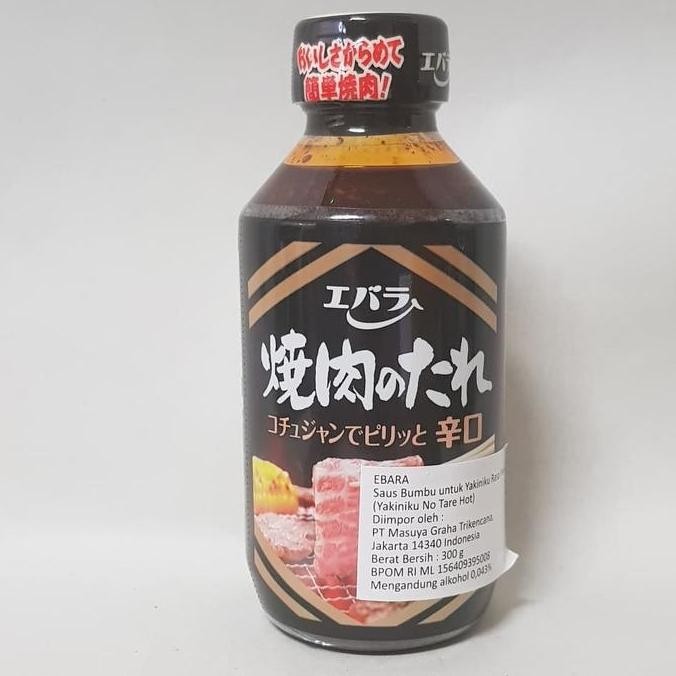 おいしさからめて
簡単焼肉!
エバ
エバラ
焼肉のたれ
コチュジャンでピリッと 辛口
EBARA
Saus Bumbu untuk Yakiniku
(Yakiniku No Tare Hot)
Diimpor oleh :
PT Masuya Graha Trikencana,
Jakarta 14340 Indonesia
Berat Bersih : 300 g
BPOM RI ML 156409395008
Mengandung alkohol 0,043%